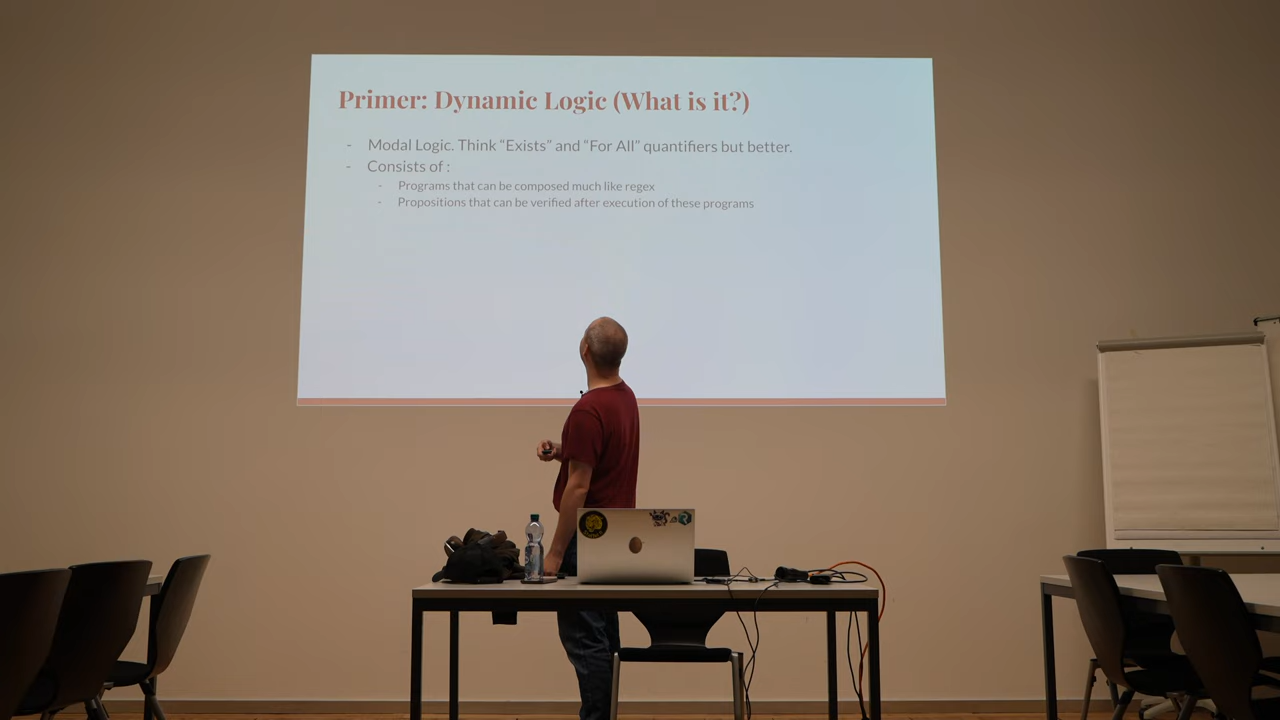 Primer: Dynamic Logic (What is it?)
- Modal Logic. Think “Exists” and “For All” quantifiers but better.
- Consists of :
- Programs that can be composed much like regex
- Propositions that can be verified after execution of these programs